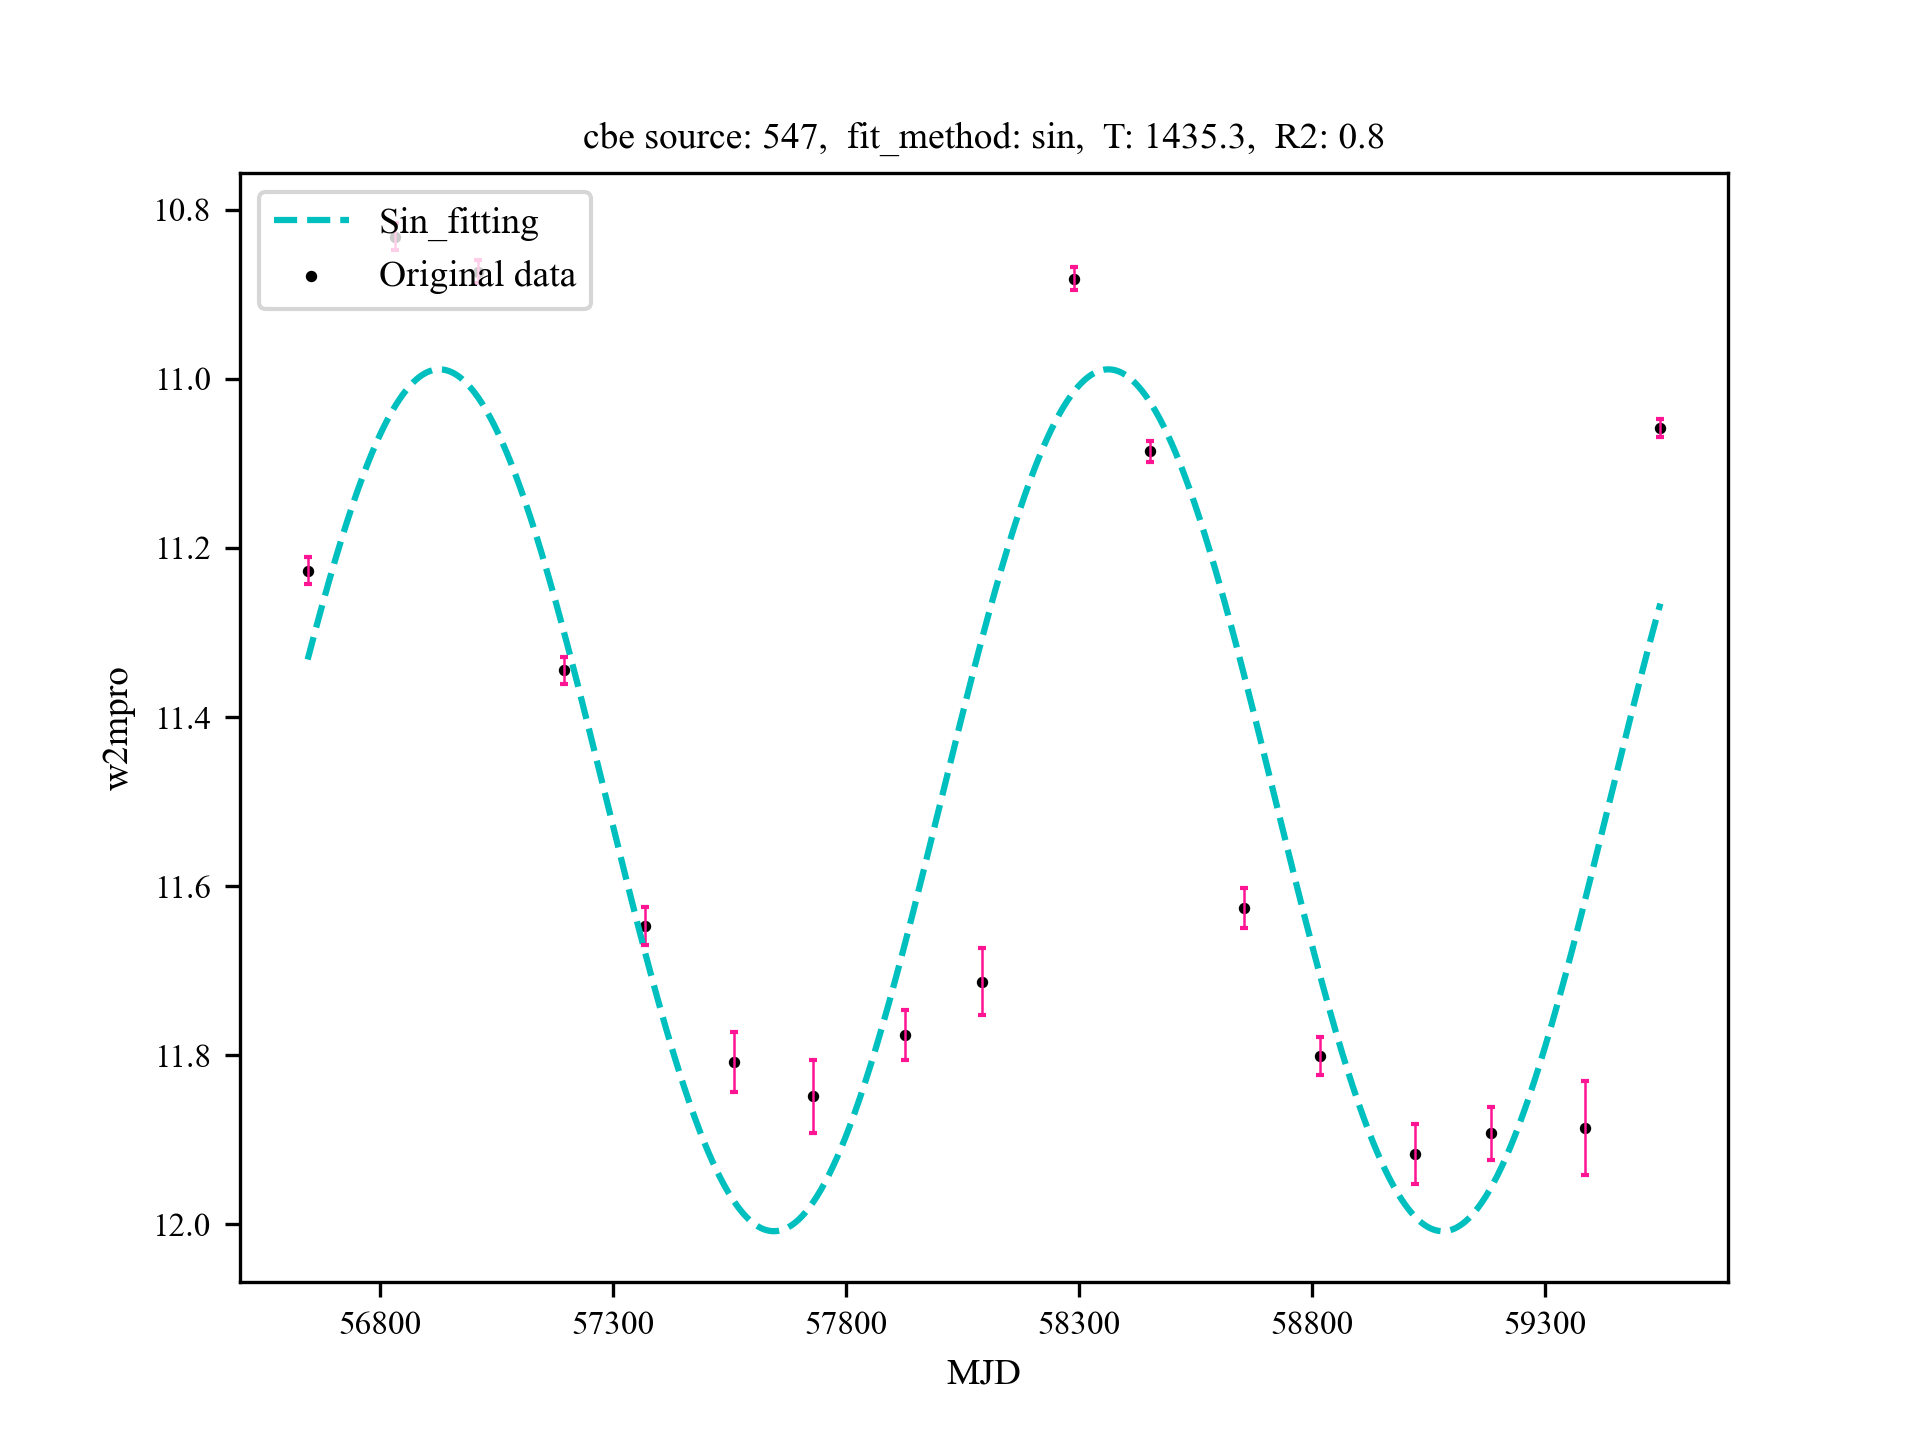 cbe source: 547,  fit_method: sin,  T: 1435.3,  R2: 0.8
Sin_fitting
Original data
10.8
11.0
11.2
11.4
11.6
11.8
12.0
w2mpro
56800 57300 57800 58300 58800 59300
MJD